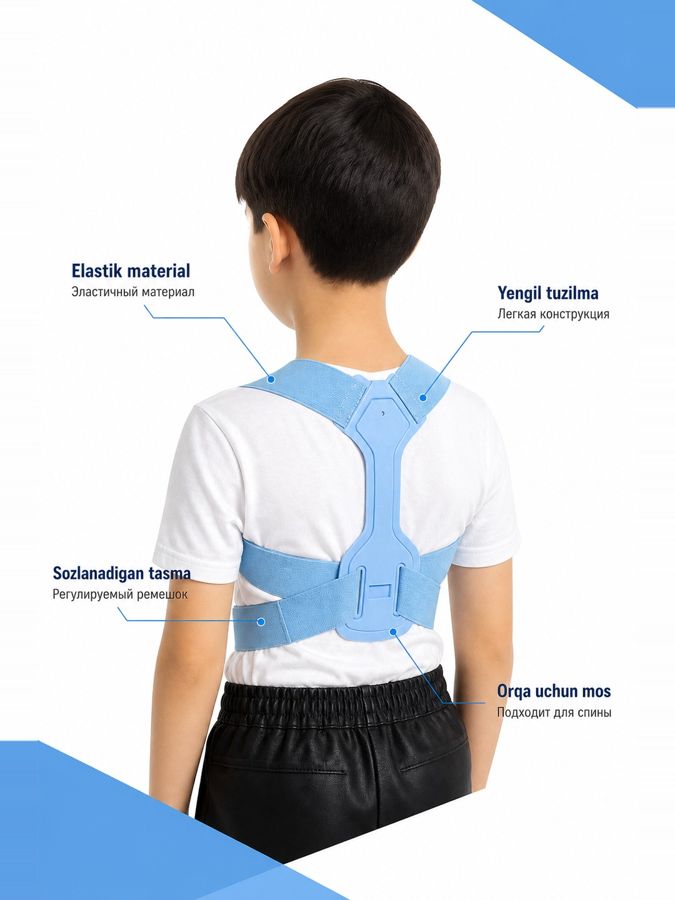 Elastik material
Эластичный материал
Yengil tuzilma
Легкая конструкция
Sozlanadigan tasma
Регулируемый ремешок
Orqa uchun mos
Подходит для спины